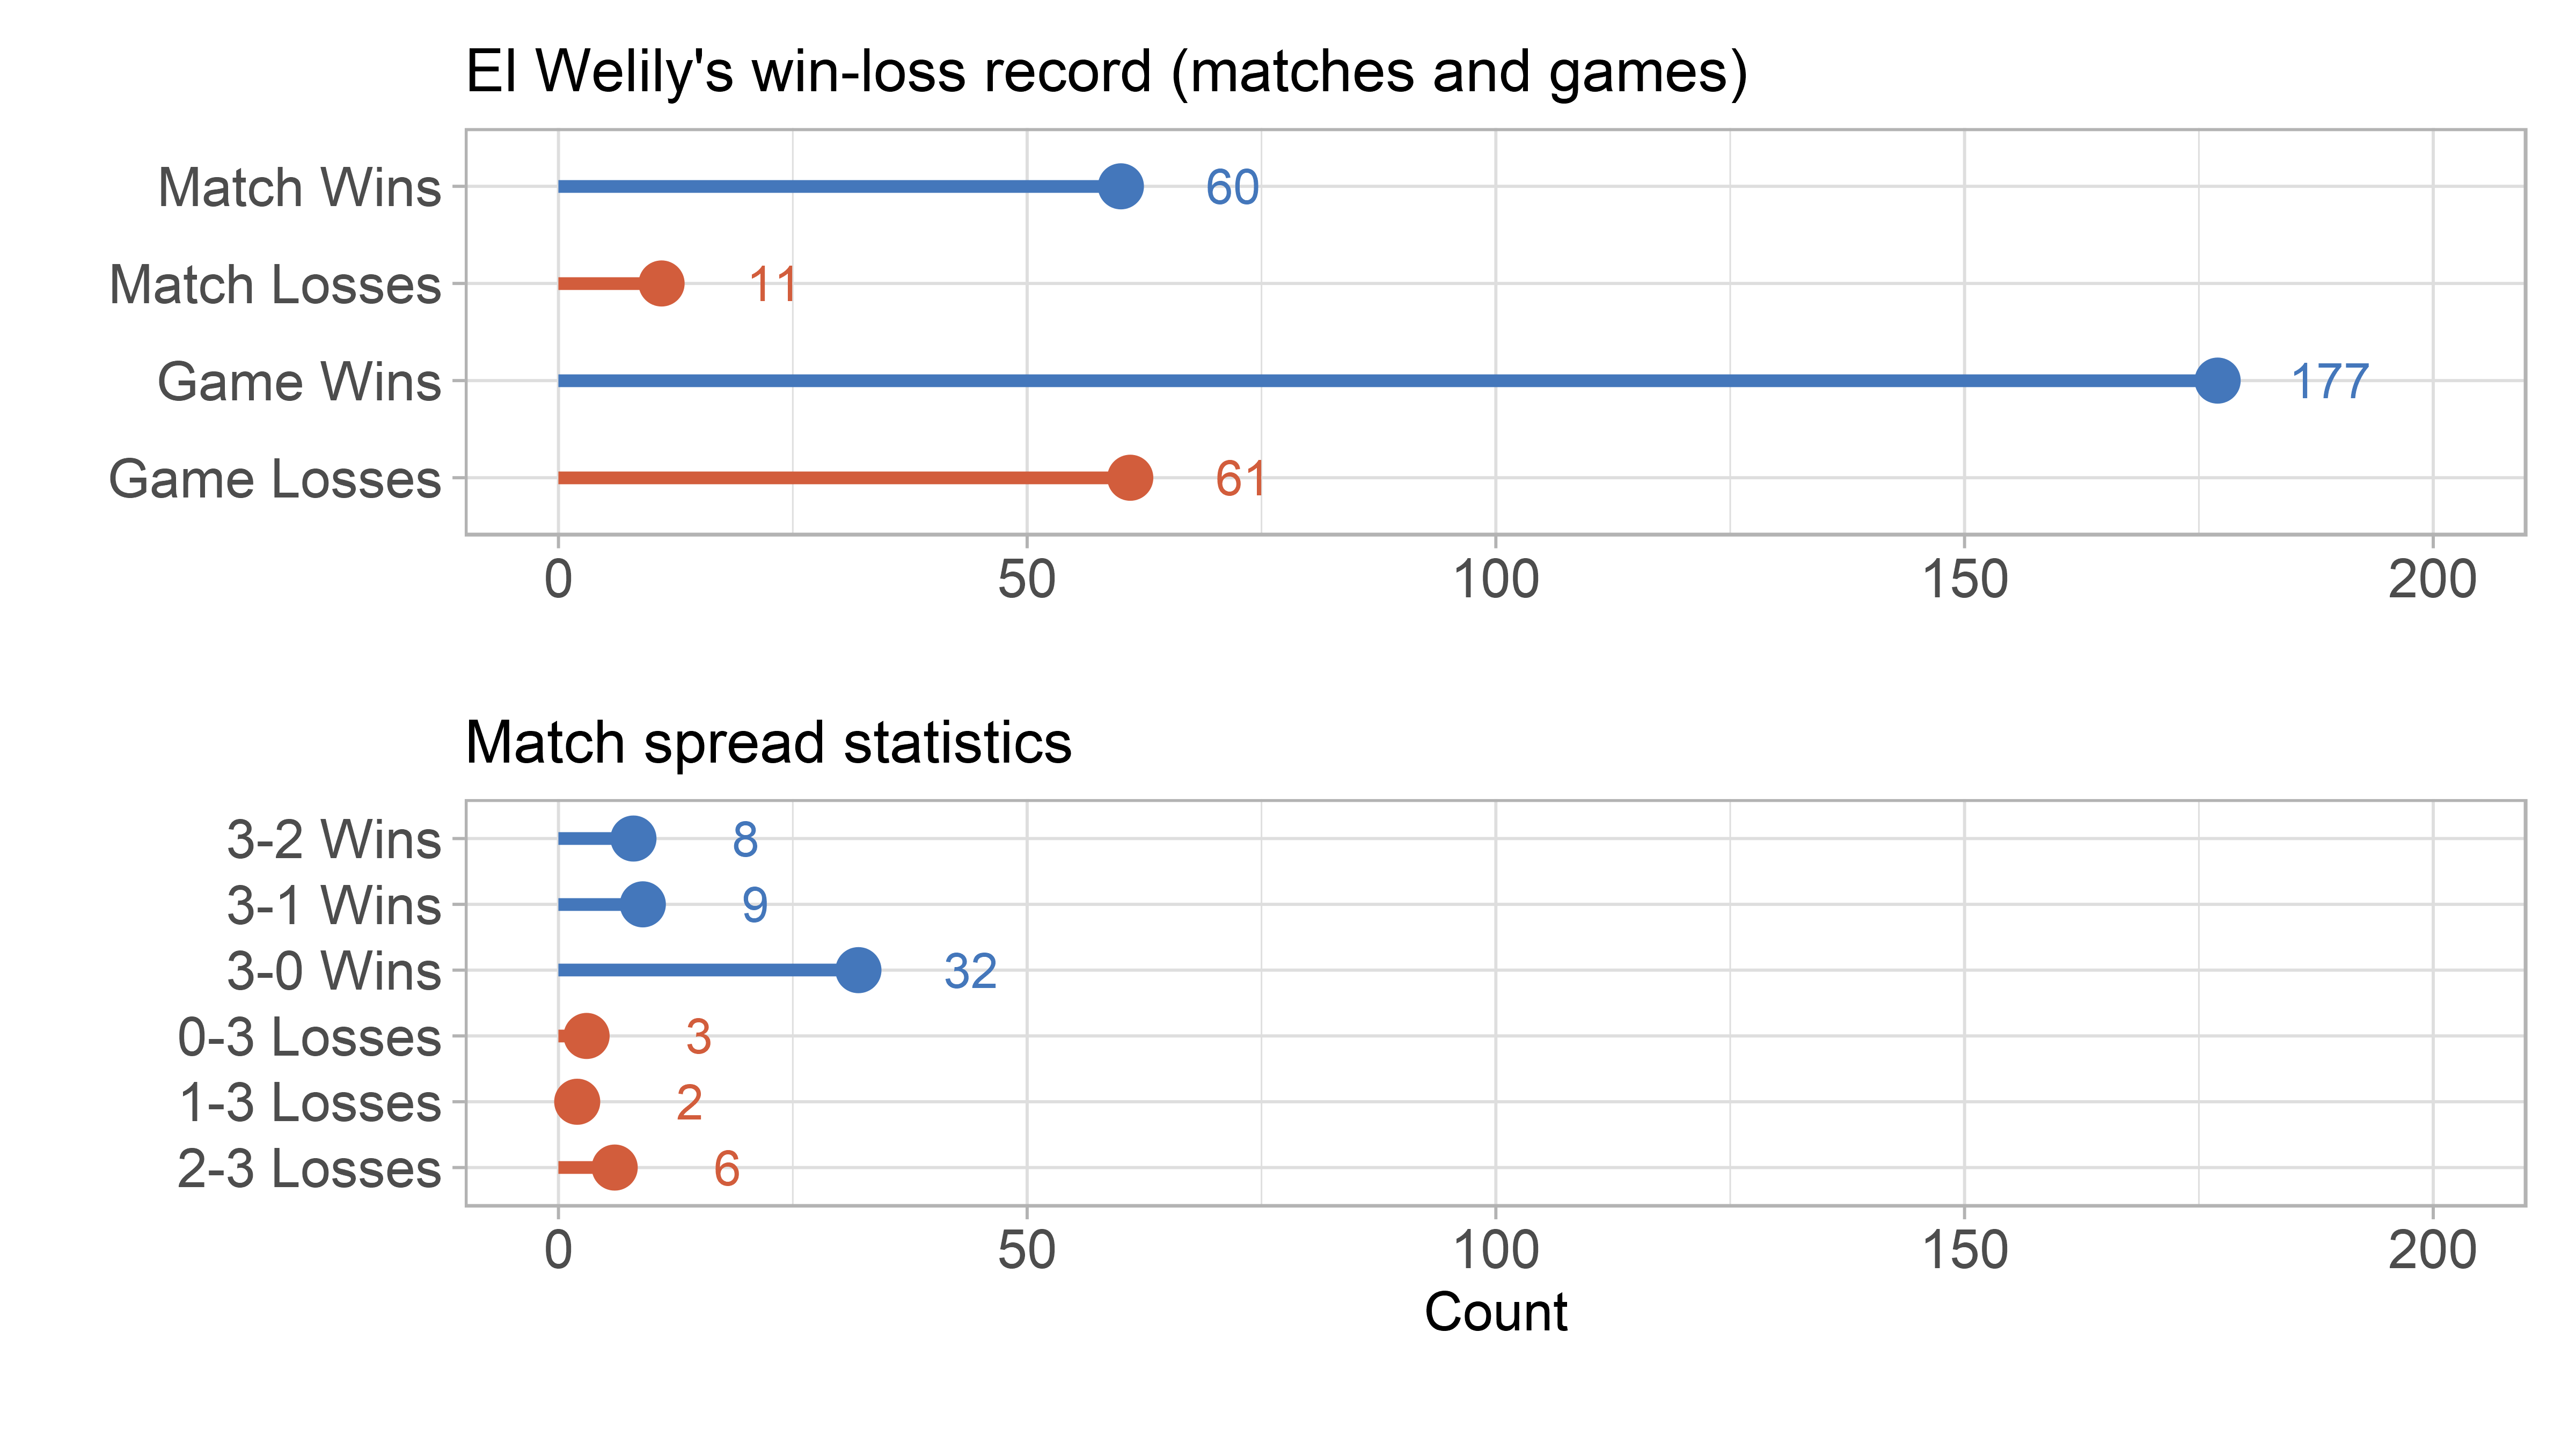 El Welily's win-loss record (matches and games)
Match Wins 60
Match Losses 11
Game Wins 177
Game Losses 61
0 50 100 150 200
Match spread statistics
3-2 Wins 8
3-1 Wins 9
3-0 Wins 32
0-3 Losses 3
1-3 Losses 2
2-3 Losses 6
0 50 100 150 200
Count